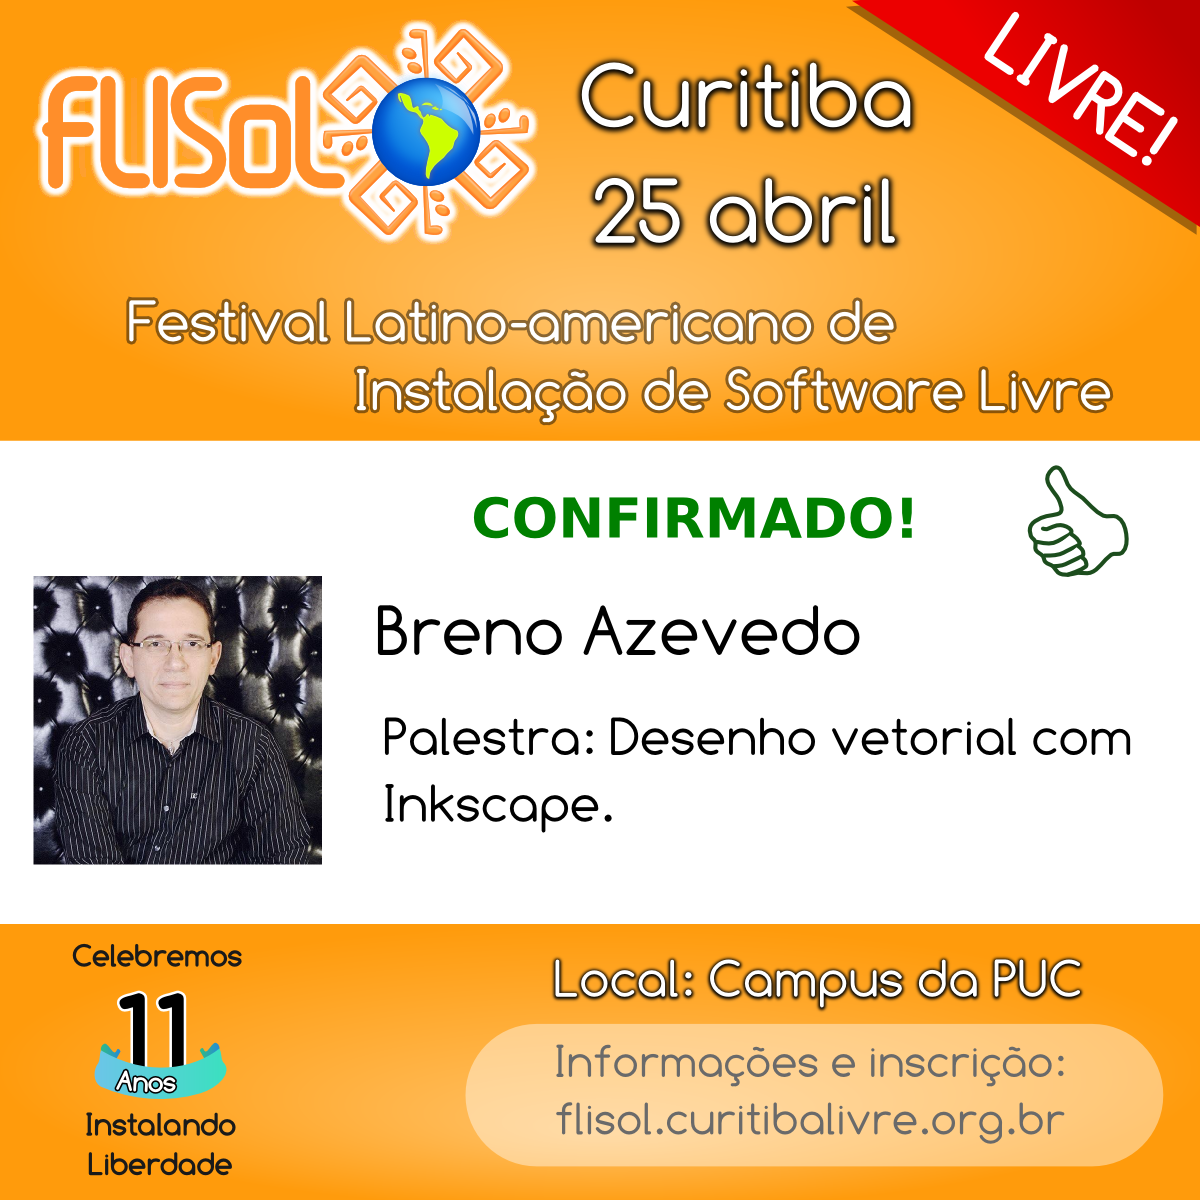 FLISoL
Curitiba
25 abril
LIVRE!
Festival Latino-americano de
Instalação de Software Livre
CONFIRMADO!
Breno Azevedo
Palestra: Desenho vetorial com
Inkscape.
Celebremos
11
Anos
Instalando
Liberdade
Local: Campus da PUC
Informações e inscrição:
flisol.curitibalivre.org.br